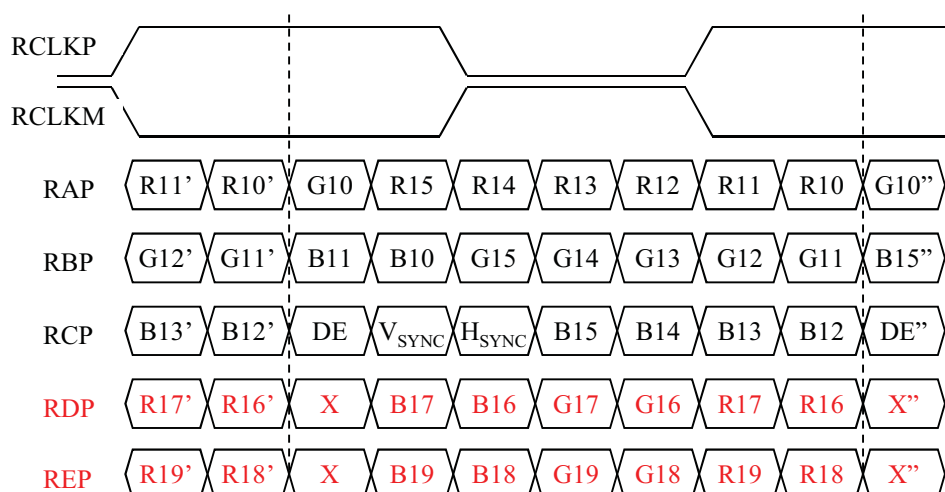 RCLKP
RCLKM
RAP R11’ R10’ G10 R15 R14 R13 R12 R11 R10 G10”
RBP G12’ G11’ B11 B10 G15 G14 G13 G12 G11 B15”
RCP B13’ B12’ DE VSYNC HSYNC B15 B14 B13 B12 DE”
RDP R17’ R16’ X B17 B16 G17 G16 R17 R16 X”
REP R19’ R18’ X B19 B18 G19 G18 R19 R18 X”